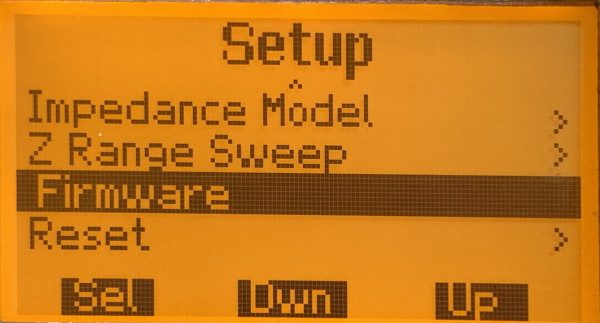 Setup
Impedance Model >
Z Range Sweep >
Firmware
Reset >
Sel Dwn Up